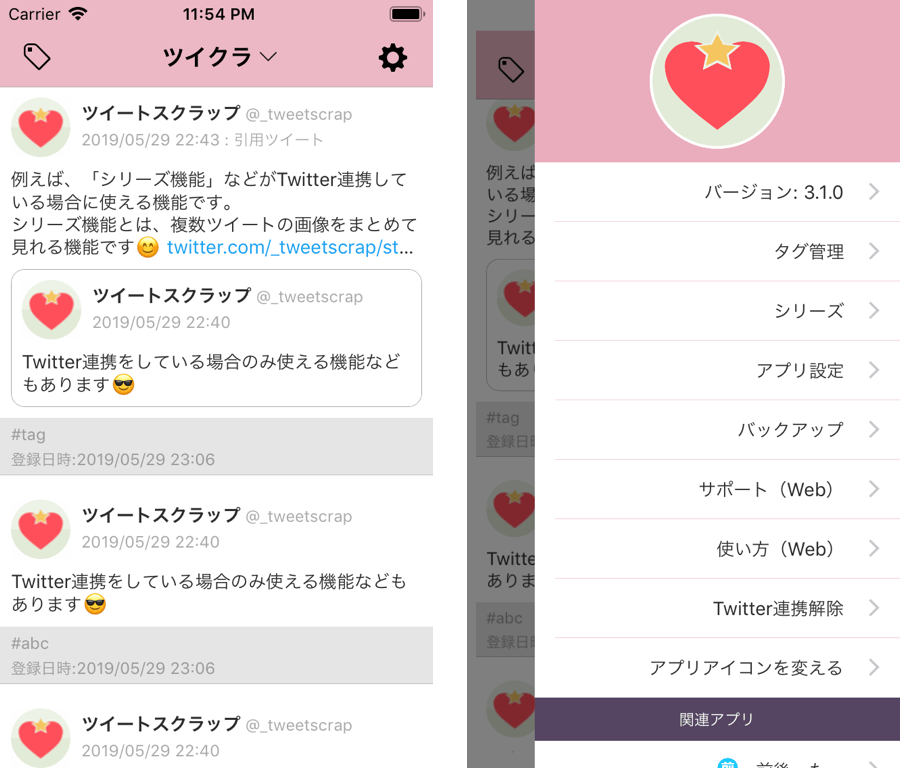 Carrier 11:54 PM
ツイクラ
ツイートスクラップ @_tweetscrap
2019/05/29 22:43 : 引用ツイート
例えば、「シリーズ機能」などがTwitter連携して
いる場合に使える機能です。
シリーズ機能とは、複数ツイートの画像をまとめて
見れる機能です😊 twitter.com/_tweetscrap/st...
ツイートスクラップ @_tweetscrap
2019/05/29 22:40
Twitter連携をしている場合のみ使える機能など
もあります😎
#tag
登録日時:2019/05/29 23:06
ツイートスクラップ @_tweetscrap
2019/05/29 22:40
Twitter連携をしている場合のみ使える機能なども
あります😎
#abc
登録日時:2019/05/29 23:06
ツイートスクラップ @_tweetscrap
2019/05/29 22:40
例えは
いる場
シリー
見れる
Twitt
もあり
#tag
登録日
Twitte
ありま
#abc
登録日
バージョン: 3.1.0
タグ管理
シリーズ
アプリ設定
バックアップ
サポート（Web）
使い方（Web）
Twitter連携解除
アプリアイコンを変える
関連アプリ